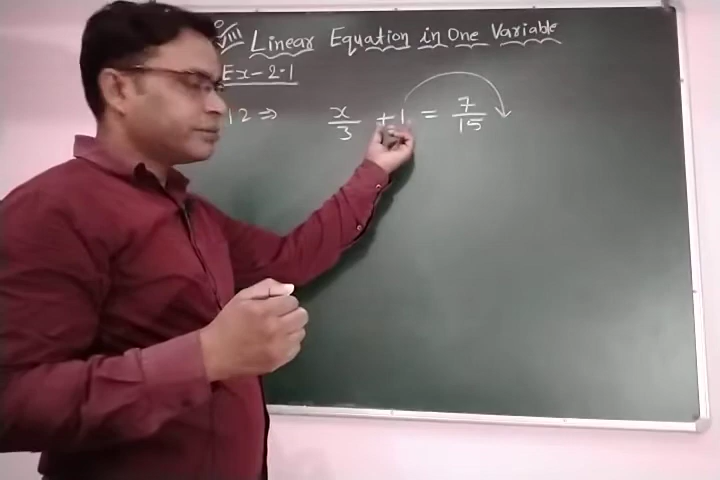 VIII Linear Equation in One Variable
Ex-2.1
12 ⇒ x/3 + 1 = 7/15